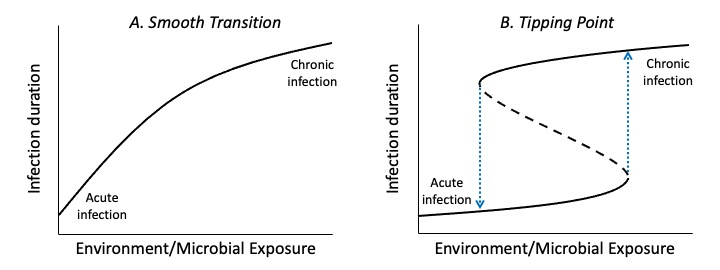 A. Smooth Transition
Infection duration
Chronic
infection
Acute
infection
Environment/Microbial Exposure
B. Tipping Point
Infection duration
Chronic
infection
Acute
infection
Environment/Microbial Exposure